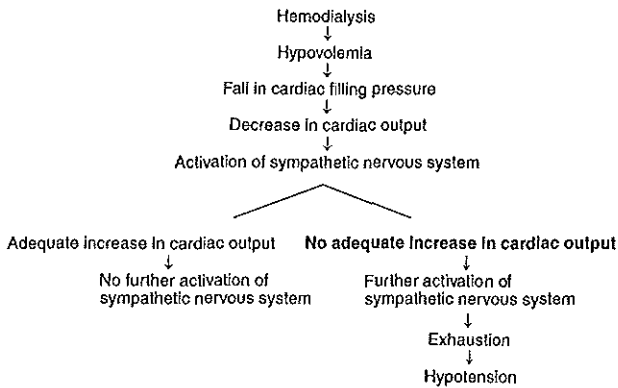 Hemodialysis
↓
Hypovolemia
↓
Fall in cardiac filling pressure
↓
Decrease in cardiac output
↓
Activation of sympathetic nervous system
Adequate increase in cardiac output
↓
No further activation of
sympathetic nervous system
No adequate increase in cardiac output
↓
Further activation of
sympathetic nervous system
↓
Exhaustion
↓
Hypotension